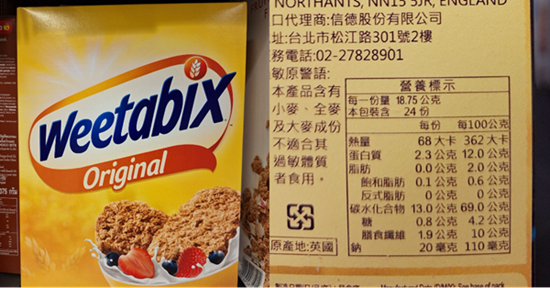 Weetabix
Original
NORTHANTS, NN15 5JR, ENGLAND
口代理商:信德股份有限公司
址:台北市松江路301號2樓
務電話:02-27828901
敏原警語:
本產品含有
小麥、全麥
及大麥成份
不適合其
過敏體質
者食用。
營養標示
每一份量 18.75 公克
本包裝含 24 份
每份 每100公克
熱量 68 大卡 362 大卡
蛋白質 2.3 公克 12.0 公克
脂肪 0.0 公克 2.0 公克
飽和脂肪 0.1 公克 0.6 公克
反式脂肪 0 公克 0 公克
碳水化合物 13.0 公克 69.0 公克
糖 0.8 公克 4.2 公克
膳食纖維 1.9 公克 10 公克
鈉 20 毫克 110 毫克
原產地:英國